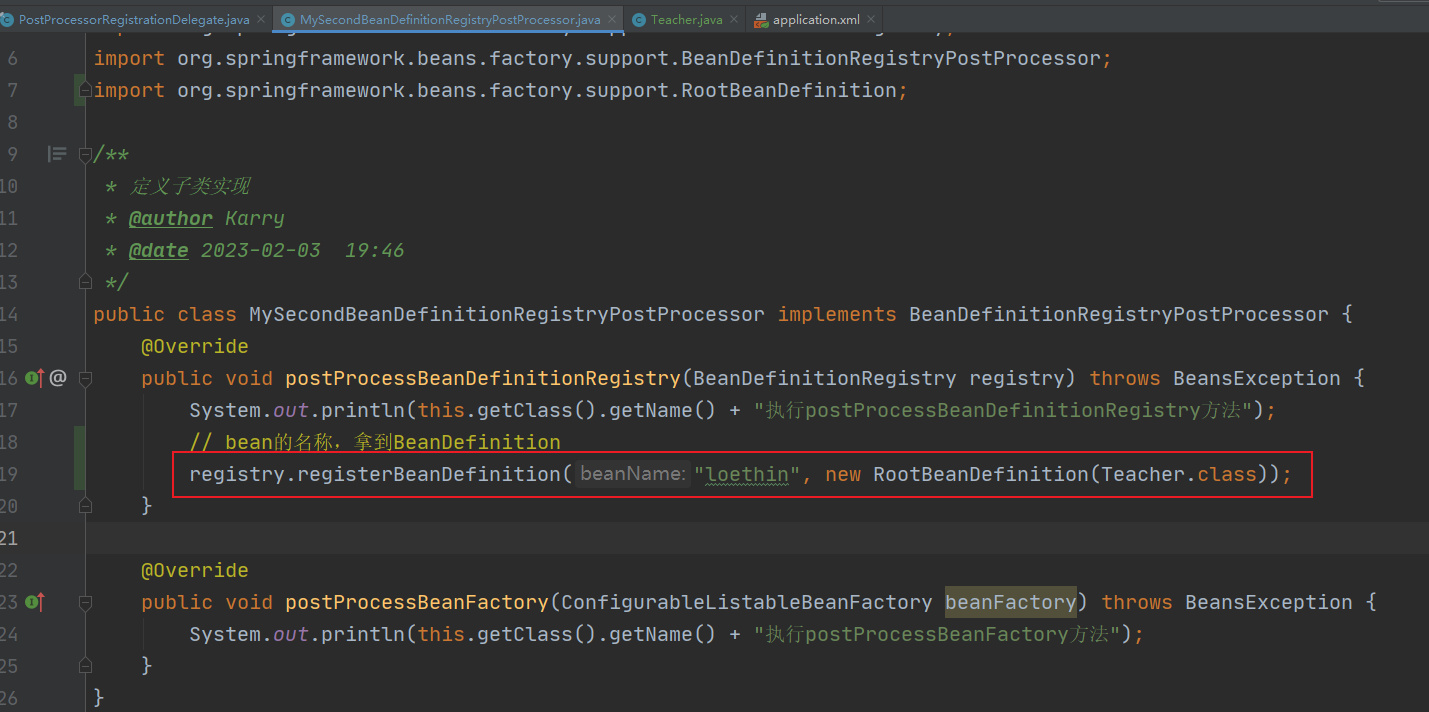 PostProcessorRegistrationDelegate.java × MySecondBeanDefinitionRegistryPostProcessor.java × Teacher.java × application.xml ×
6 import org.springframework.beans.factory.support.BeanDefinitionRegistryPostProcessor;
7 import org.springframework.beans.factory.support.RootBeanDefinition;
8
9 /**
10 * 定义子类实现
11 * @author Karry
12 * @date 2023-02-03 19:46
13 */
14 public class MySecondBeanDefinitionRegistryPostProcessor implements BeanDefinitionRegistryPostProcessor {
15 @Override
16 @ public void postProcessBeanDefinitionRegistry(BeanDefinitionRegistry registry) throws BeansException {
17 System.out.println(this.getClass().getName() + "执行postProcessBeanDefinitionRegistry方法");
18 // bean的名称，拿到BeanDefinition
19 registry.registerBeanDefinition( beanName: "loethin", new RootBeanDefinition(Teacher.class));
20 }
21
22 @Override
23 public void postProcessBeanFactory(ConfigurableListableBeanFactory beanFactory) throws BeansException {
24 System.out.println(this.getClass().getName() + "执行postProcessBeanFactory方法");
25 }
26 }